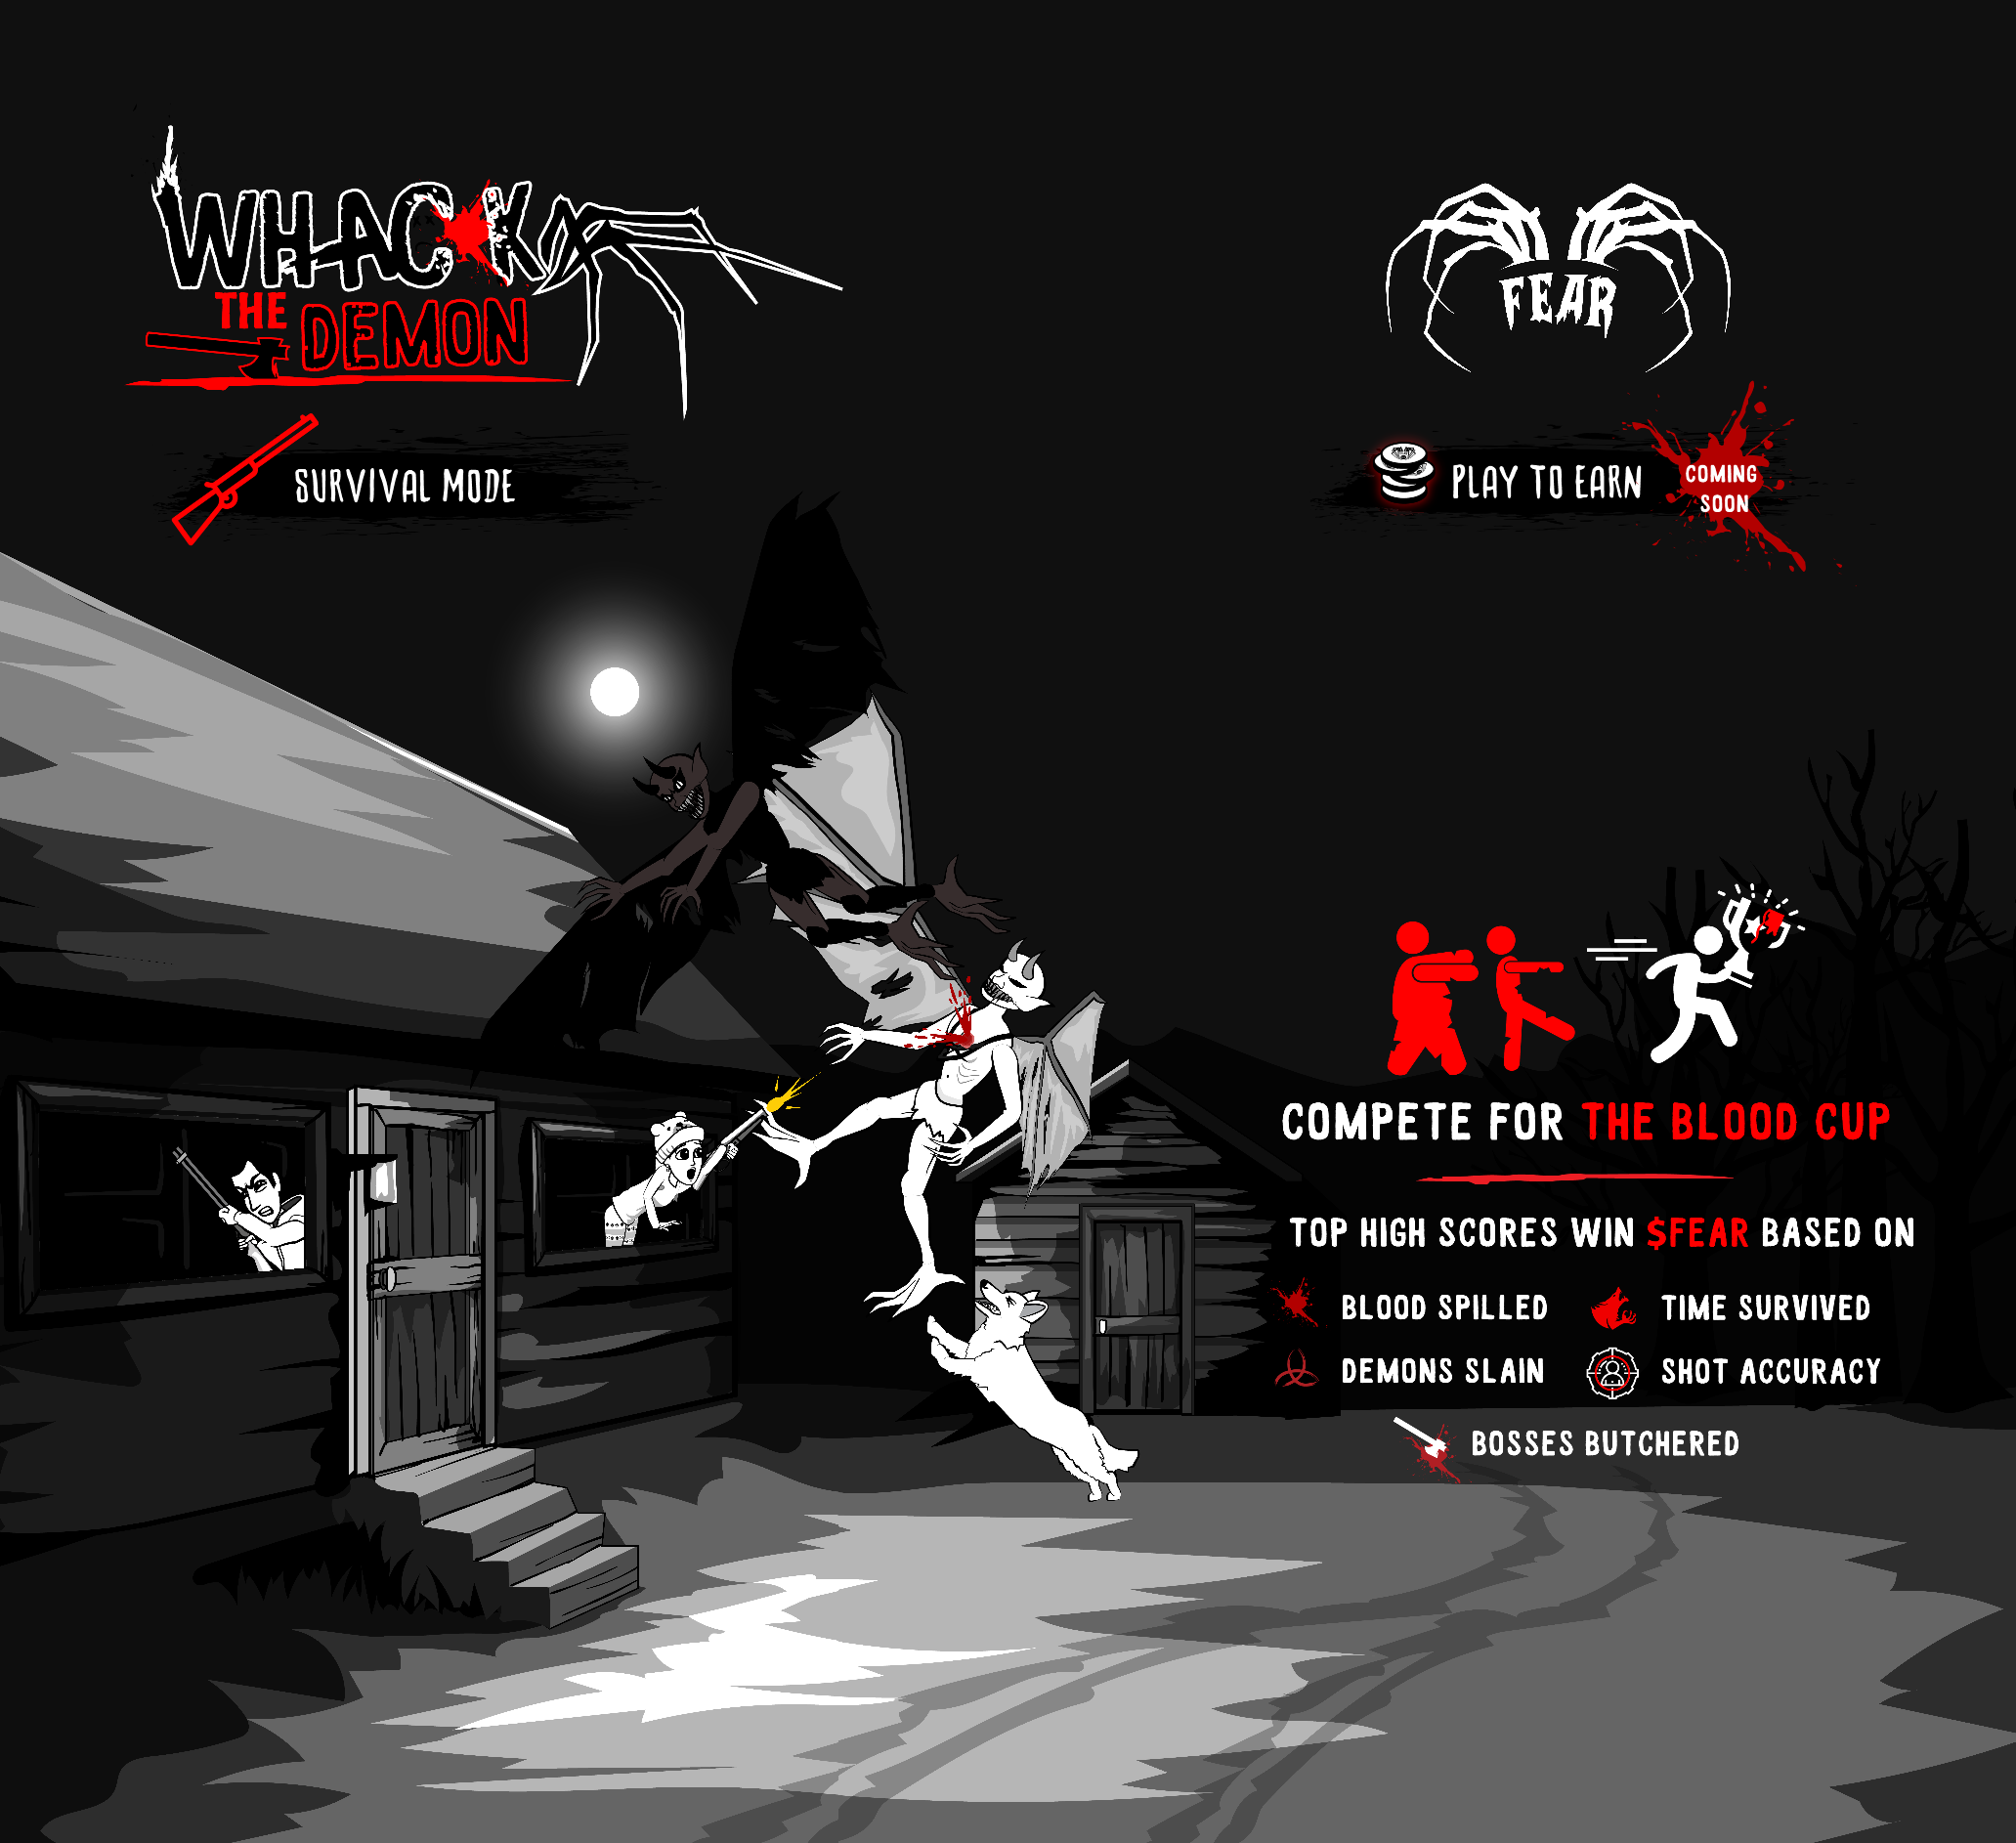 WHACK
THE DEMON
SURVIVAL MODE
FEAR
PLAY TO EARN
COMING
SOON
COMPETE FOR THE BLOOD CUP
TOP HIGH SCORES WIN $FEAR BASED ON
BLOOD SPILLED
TIME SURVIVED
DEMONS SLAIN
SHOT ACCURACY
BOSSES BUTCHERED